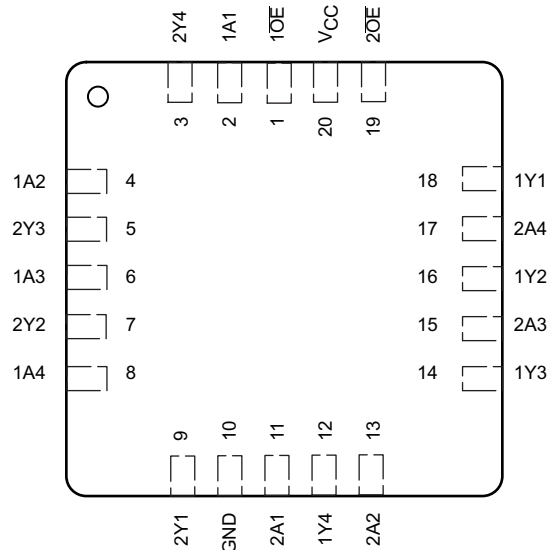 2Y4 1A1 1OE VCC 2OE
3 2 1 20 19
1A2 4 18 1Y1
2Y3 5 17 2A4
1A3 6 16 1Y2
2Y2 7 15 2A3
1A4 8 14 1Y3
9 10 11 12 13
2Y1 GND 2A1 1Y4 2A2